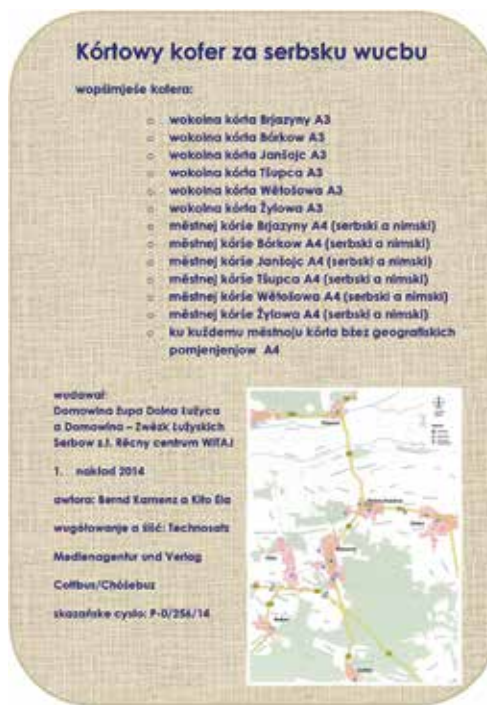 Kórtowy kofer za serbsku wucbu
wopśimjeśe kofera:
o wokolna kórta Brjazyny A3
o wokolna kórta Bórkow A3
o wokolna kórta Janšojc A3
o wokolna kórta Tšupca A3
o wokolna kórta Wětošowa A3
o wokolna kórta Žylowa A3
o městnej kórśe Brjazyny A4 (serbski a nimski)
o městnej kórśe Bórkow A4 (serbski a nimski)
o městnej kórśe Janšojc A4 (serbski a nimski)
o městnej kórśe Tšupca A4 (serbski a nimski)
o městnej kórśe Wětošowa A4 (serbski a nimski)
o městnej kórśe Žylowa A4 (serbski a nimski)
o ku kuždemu městnoju kórta bźez geografiskich
pomjenjenjow A4
wudawaŕ:
Domowina Župa Dolna Łužyca
a Domowina – Zwězk Łužyskich
Serbow z.t. Rěcny centrum WITAJ
1. nakład 2014
awtora: Bernd Kamenz a Kito Ela
wugótowanje a śišć: Technosatz
Medienagentur und Verlag
Cottbus/Chóśebuz
skazańske cysło: P-0/256/14